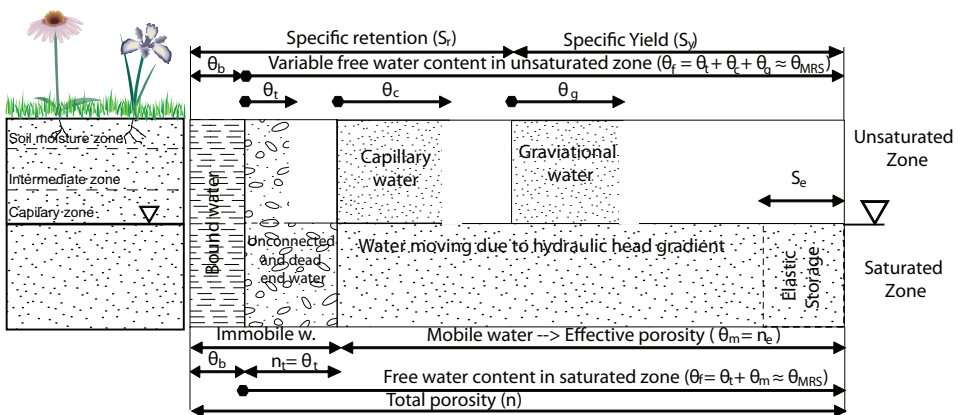 Specific retention (Sᵣ) Specific Yield (Sᵧ)
θb Variable free water content in unsaturated zone (θf = θt + θc + θg ≈ θMRS)
θt θc θg
Soil moisture zone
Intermediate zone
Capillary zone
Bound water
Capillary
water
Graviational
water
Sₑ
Unsaturated
Zone
Unconnected
and dead
end water
Water moving due to hydraulic head gradient
Elastic
Storage
Saturated
Zone
Immobile w. Mobile water --> Effective porosity ( θm = nₑ)
θb nt= θt
Free water content in saturated zone (θf= θt + θm ≈ θMRS)
Total porosity (n)